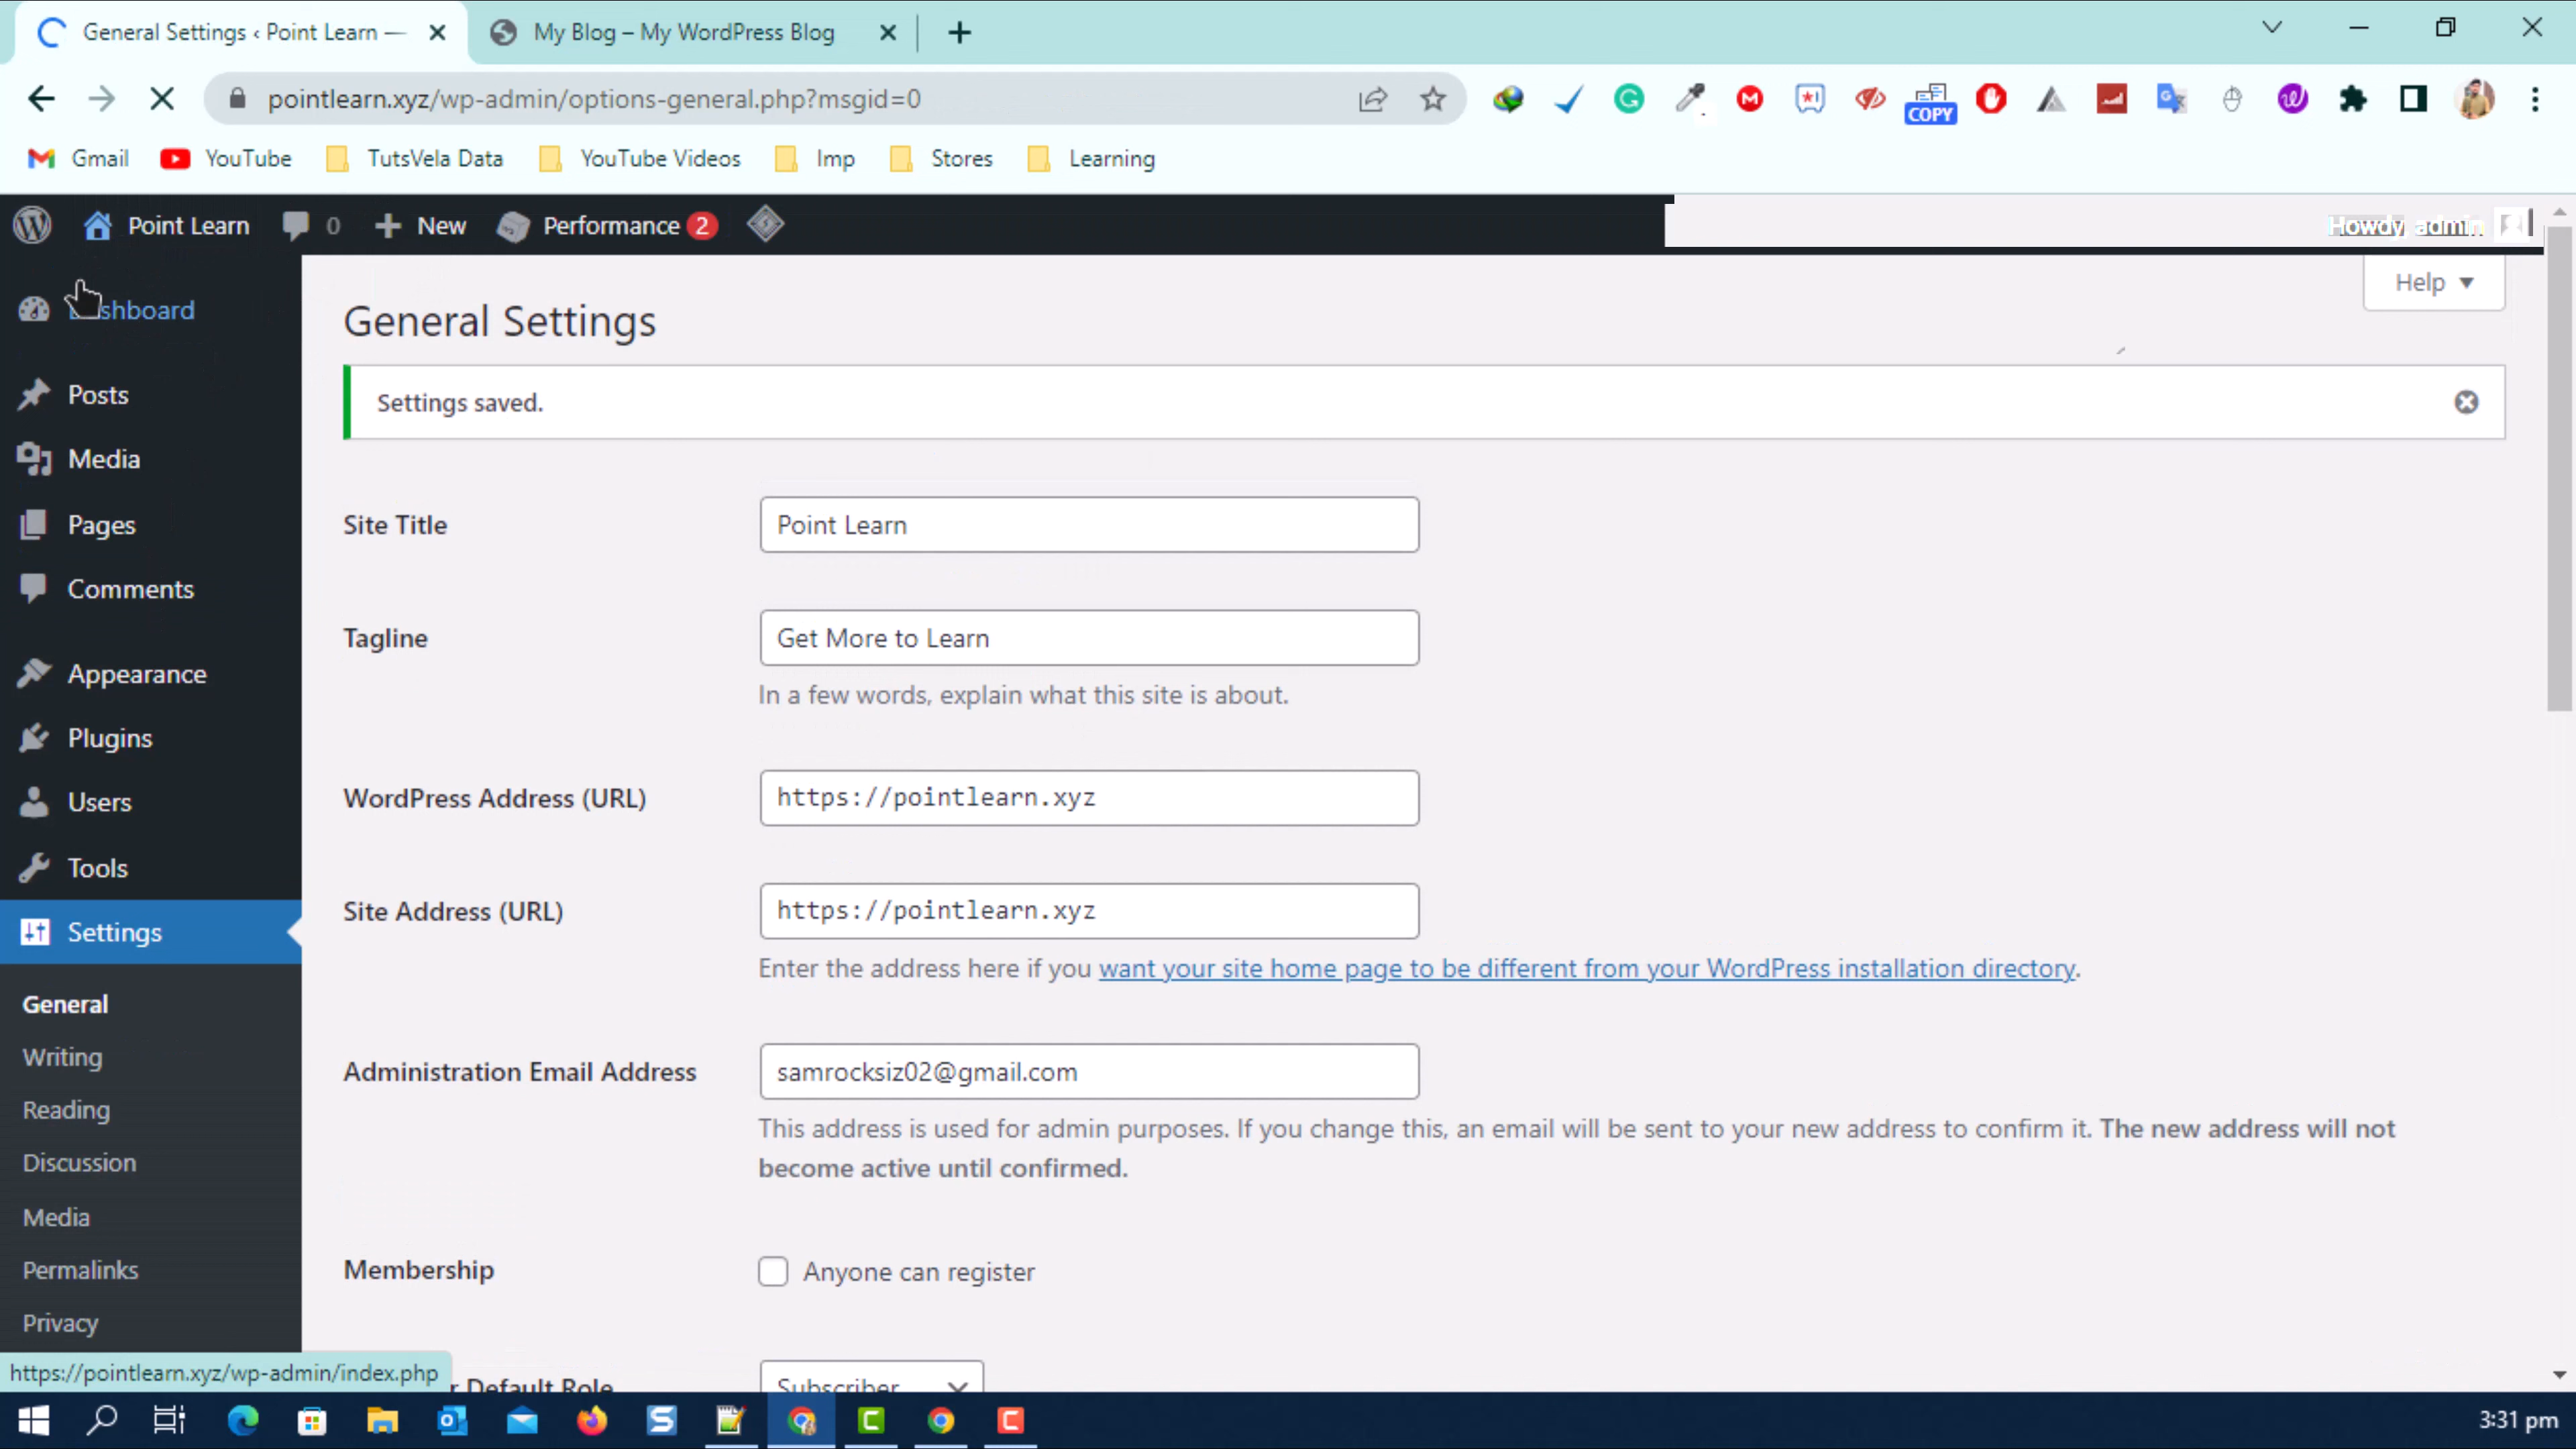 General Settings ‹ Point Learn —
My Blog – My WordPress Blog
pointlearn.xyz/wp-admin/options-general.php?msgid=0
COPY
Gmail
YouTube
TutsVela Data
YouTube Videos
Imp
Stores
Learning
Point Learn
0
New
Performance 2
Howdy, admin
Dashboard
Posts
Media
Pages
Comments
Appearance
Plugins
Users
Tools
Settings
General
Writing
Reading
Discussion
Media
Permalinks
Privacy
https://pointlearn.xyz/wp-admin/index.php
Help
General Settings
Settings saved.
Site Title
Point Learn
Tagline
Get More to Learn
In a few words, explain what this site is about.
WordPress Address (URL)
https://pointlearn.xyz
Site Address (URL)
https://pointlearn.xyz
Enter the address here if you want your site home page to be different from your WordPress installation directory.
Administration Email Address
samrocksiz02@gmail.com
This address is used for admin purposes. If you change this, an email will be sent to your new address to confirm it. The new address will not
become active until confirmed.
Membership
Anyone can register
r Default Role
Subscriber
3:31 pm